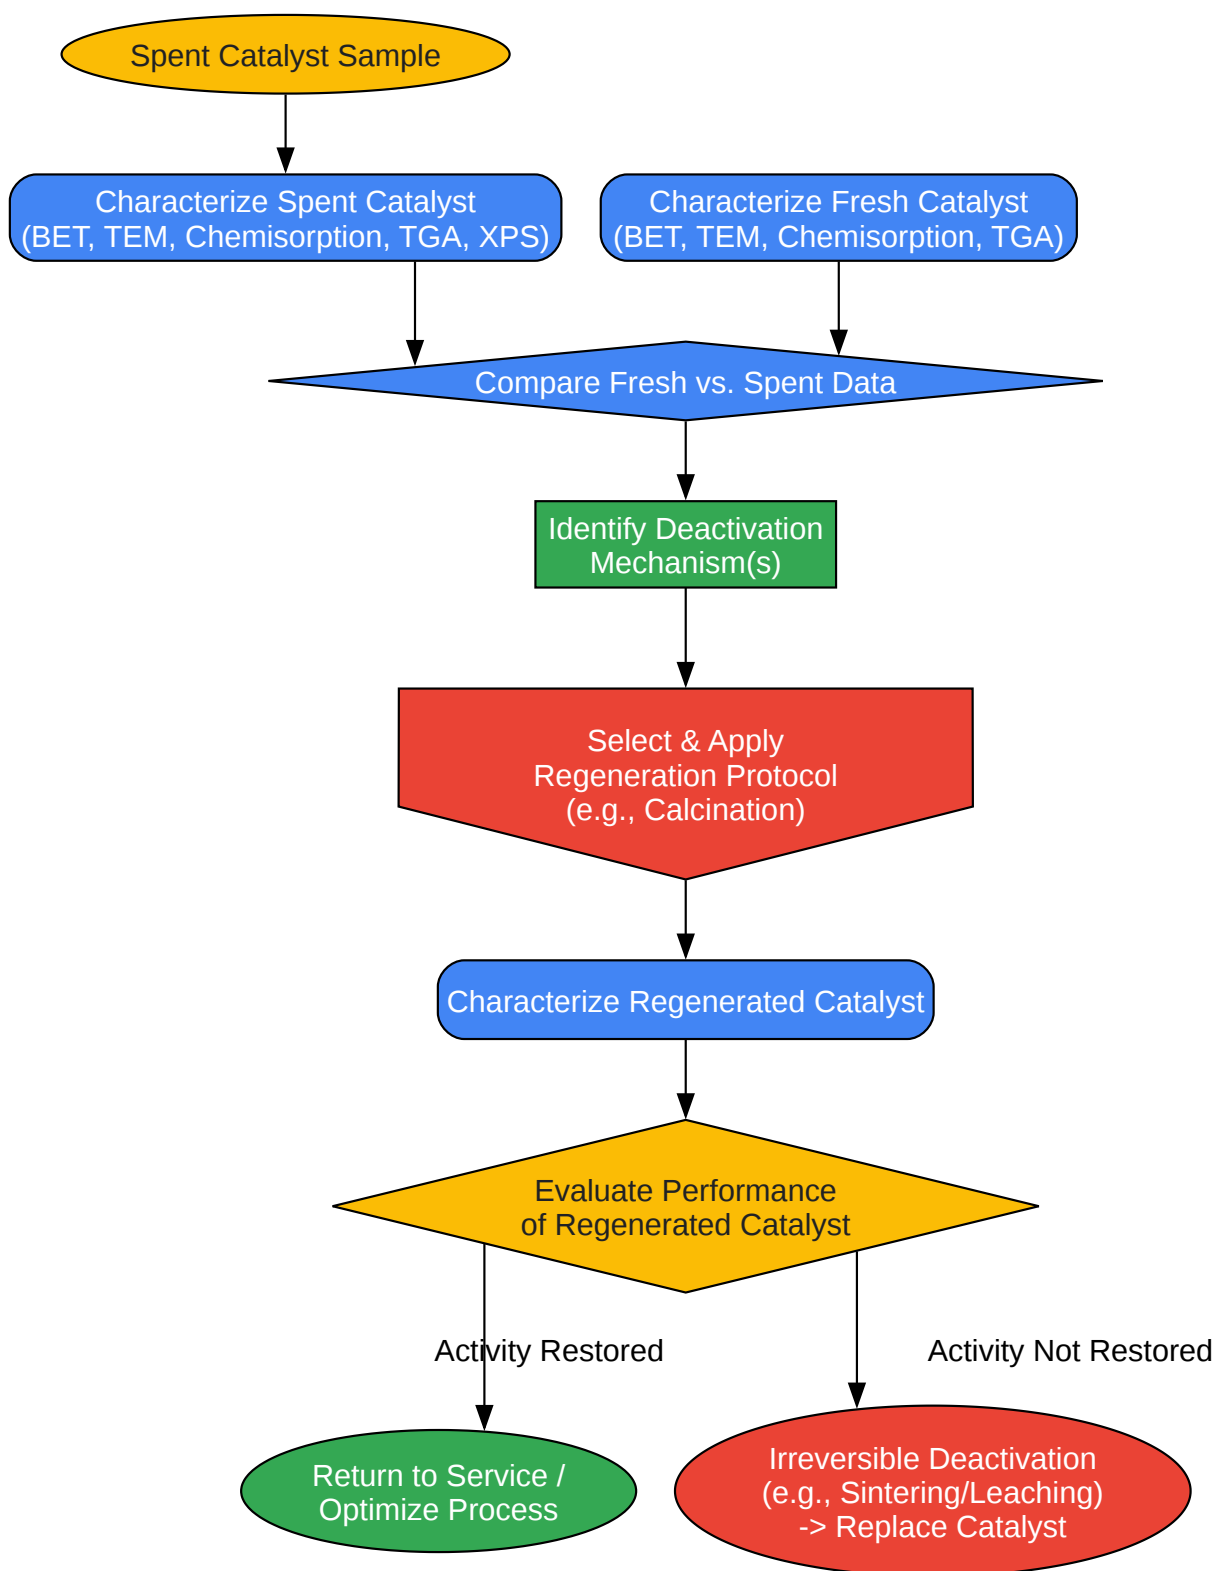 Spent Catalyst Sample
Characterize Spent Catalyst
(BET, TEM, Chemisorption, TGA, XPS)
Characterize Fresh Catalyst
(BET, TEM, Chemisorption, TGA)
Compare Fresh vs. Spent Data
Identify Deactivation
Mechanism(s)
Select & Apply
Regeneration Protocol
(e.g., Calcination)
Characterize Regenerated Catalyst
Evaluate Performance
of Regenerated Catalyst
Activity Restored
Activity Not Restored
Return to Service /
Optimize Process
Irreversible Deactivation
(e.g., Sintering/Leaching)
-> Replace Catalyst